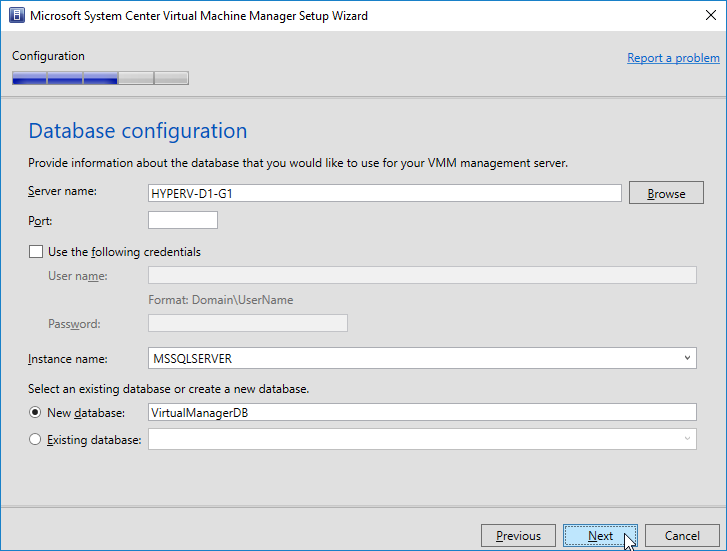 Microsoft System Center Virtual Machine Manager Setup Wizard
Configuration
Report a problem
Database configuration
Provide information about the database that you would like to use for your VMM management server.
Server name: HYPERV-D1-G1 Browse
Port:
Use the following credentials
User name:
Format: Domain\UserName
Password:
Instance name: MSSQLSERVER
Select an existing database or create a new database.
New database: VirtualManagerDB
Existing database:
Previous Next Cancel